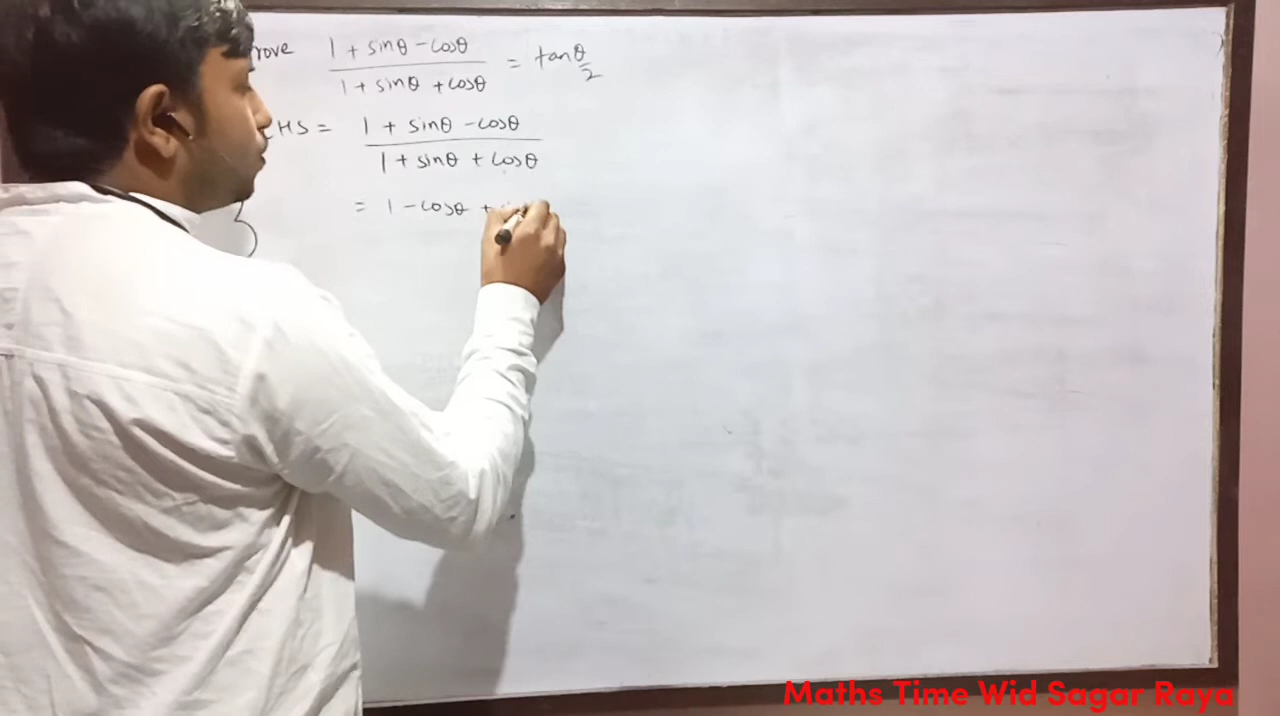 rove (1 + sinθ - cosθ)/(1 + sinθ + cosθ) = tan θ/2
HS = (1 + sinθ - cosθ)/(1 + sinθ + cosθ)
= 1 - cosθ +
Maths Time Wid Sagar Raya